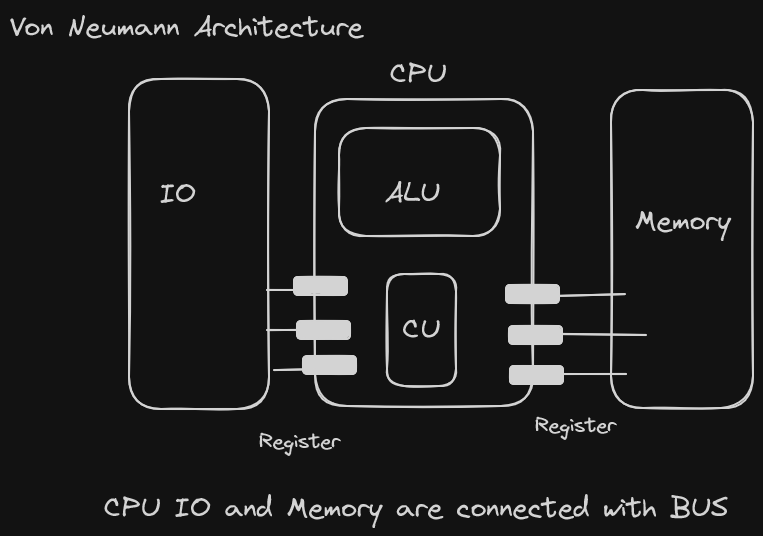 Von Neumann Architecture
CPU
IO
ALU
Memory
CU
Register
Register
CPU IO and Memory are connected with BUS